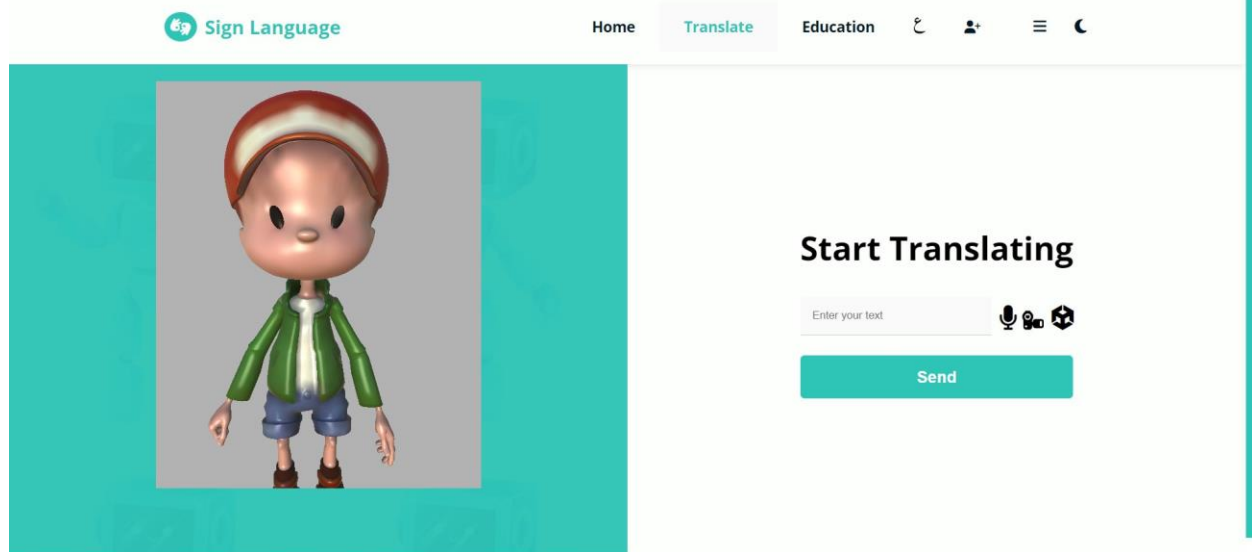 Sign Language
Home Translate Education ع
Start Translating
Enter your text
Send